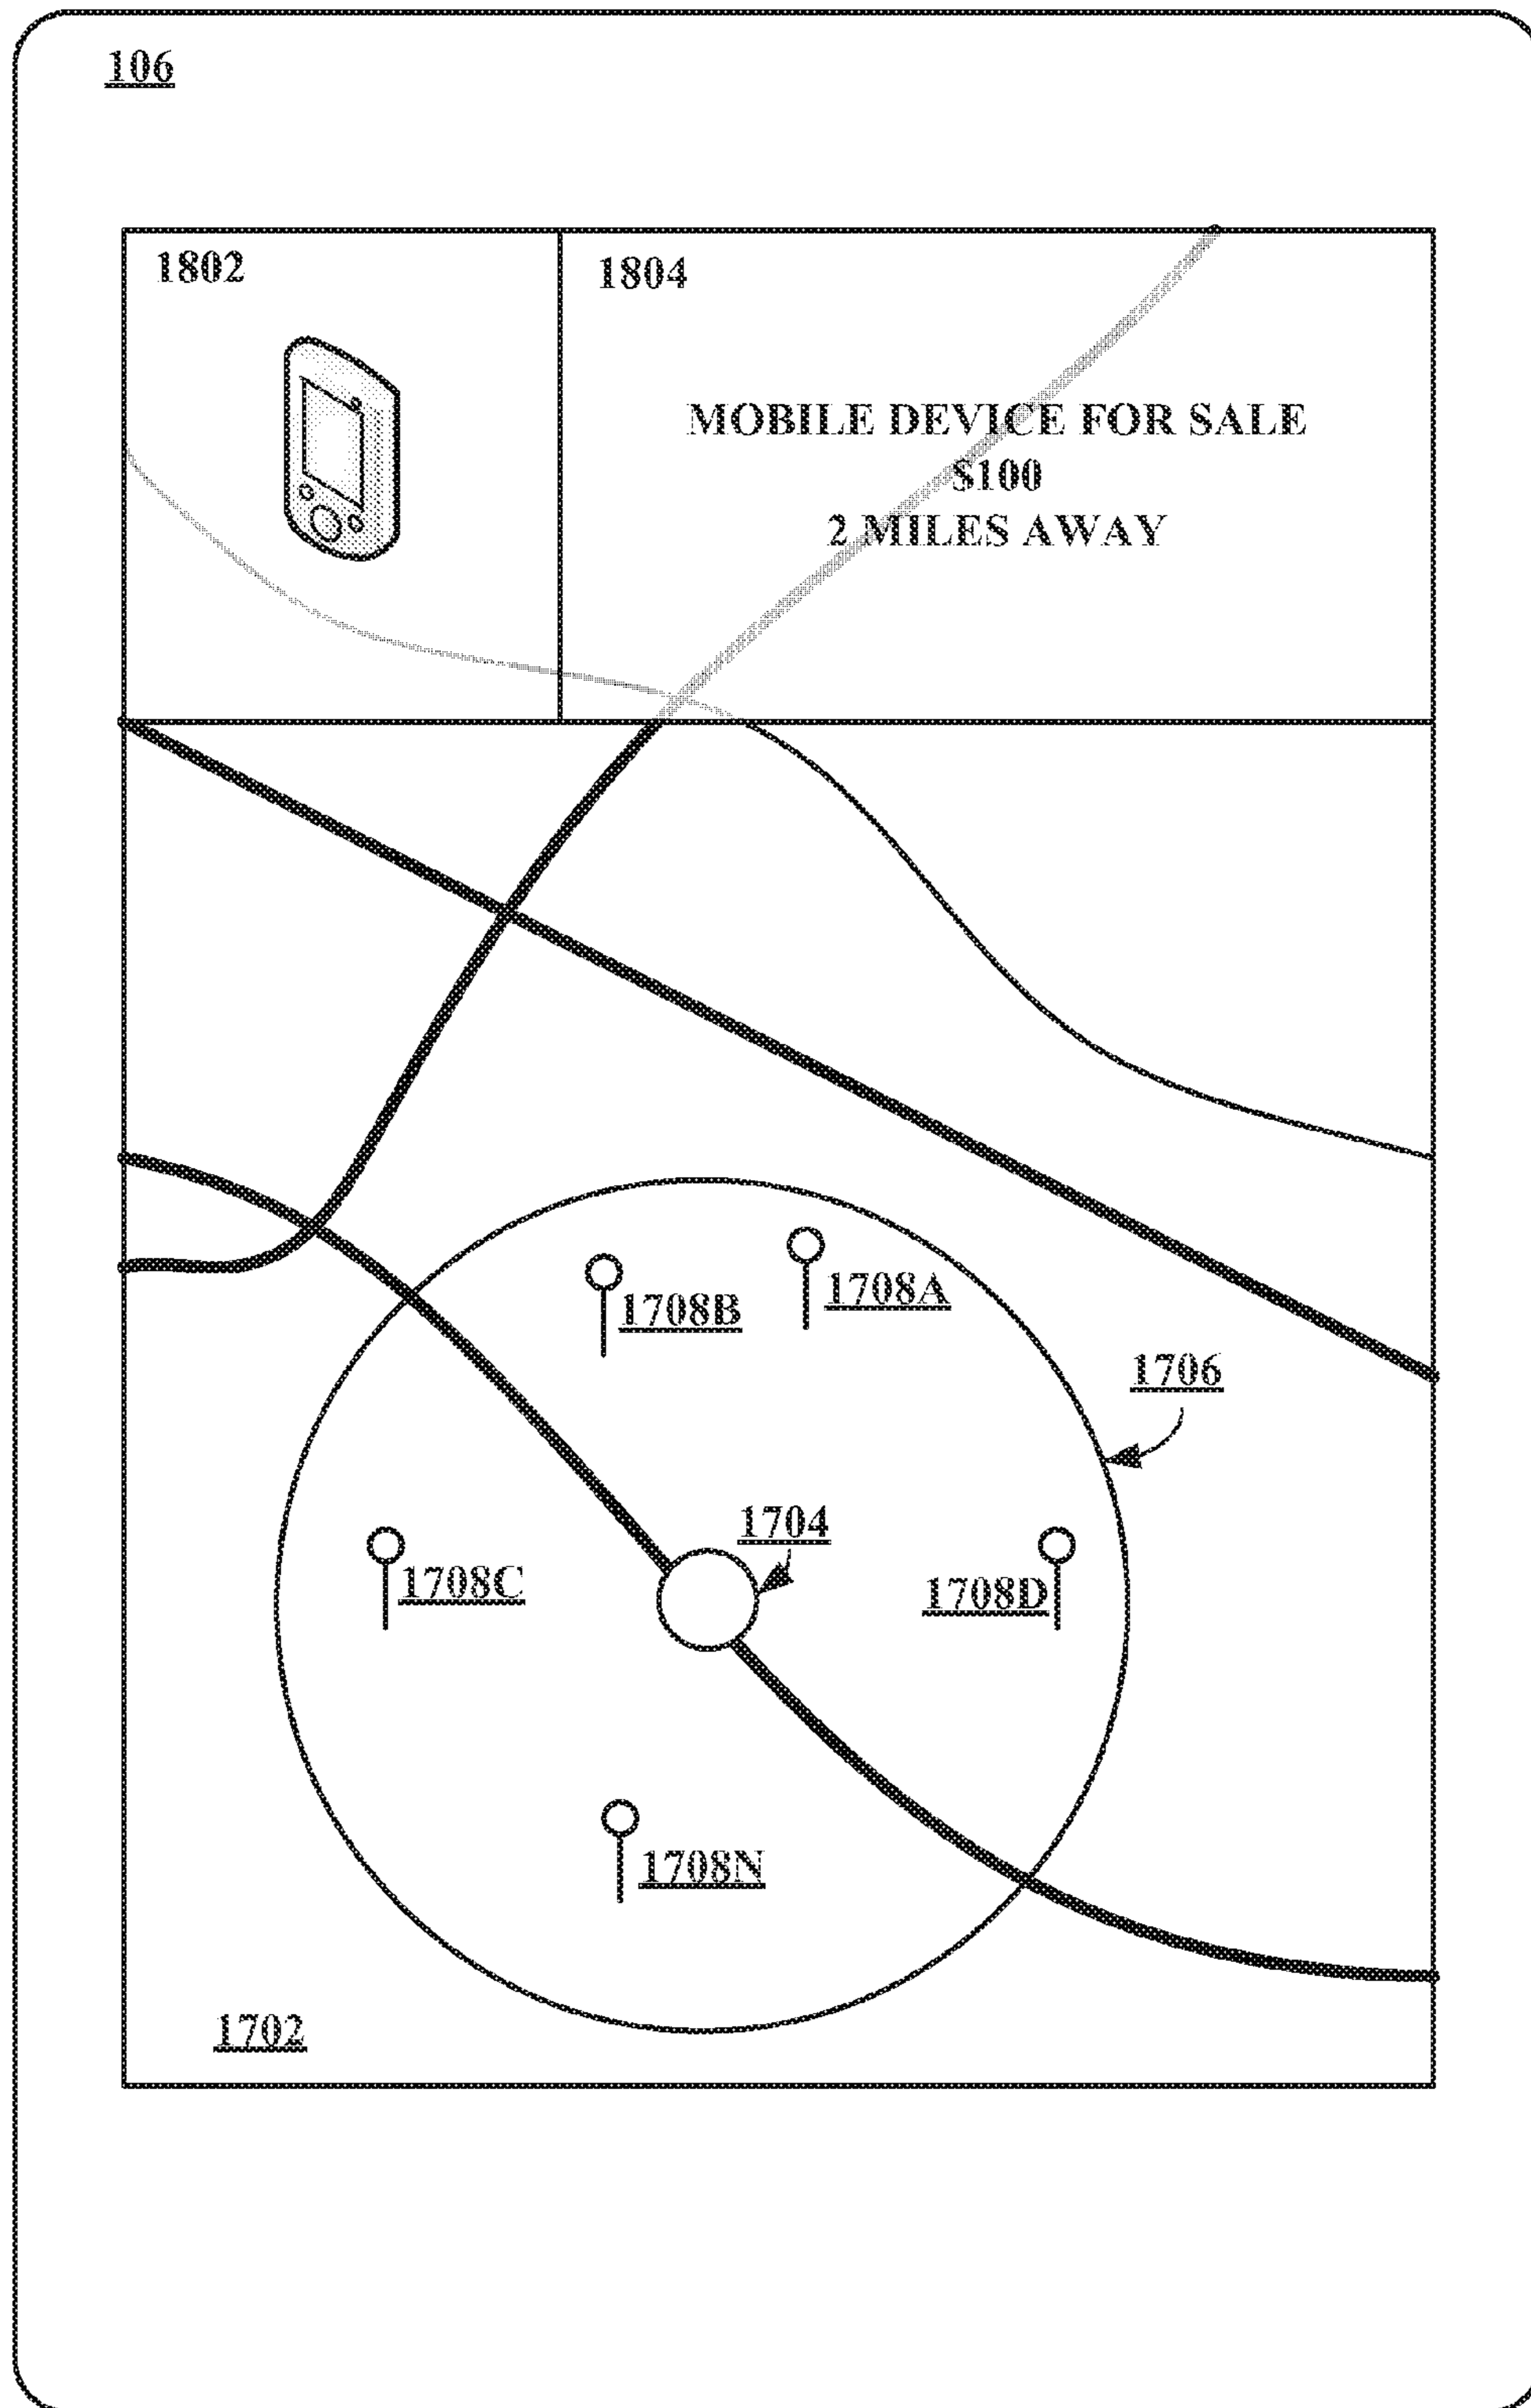 106
1802
1804
MOBILE DEVICE FOR SALE
$100
2 MILES AWAY
1708B
1708A
1706
1704
1708C
1708D
1708N
1702